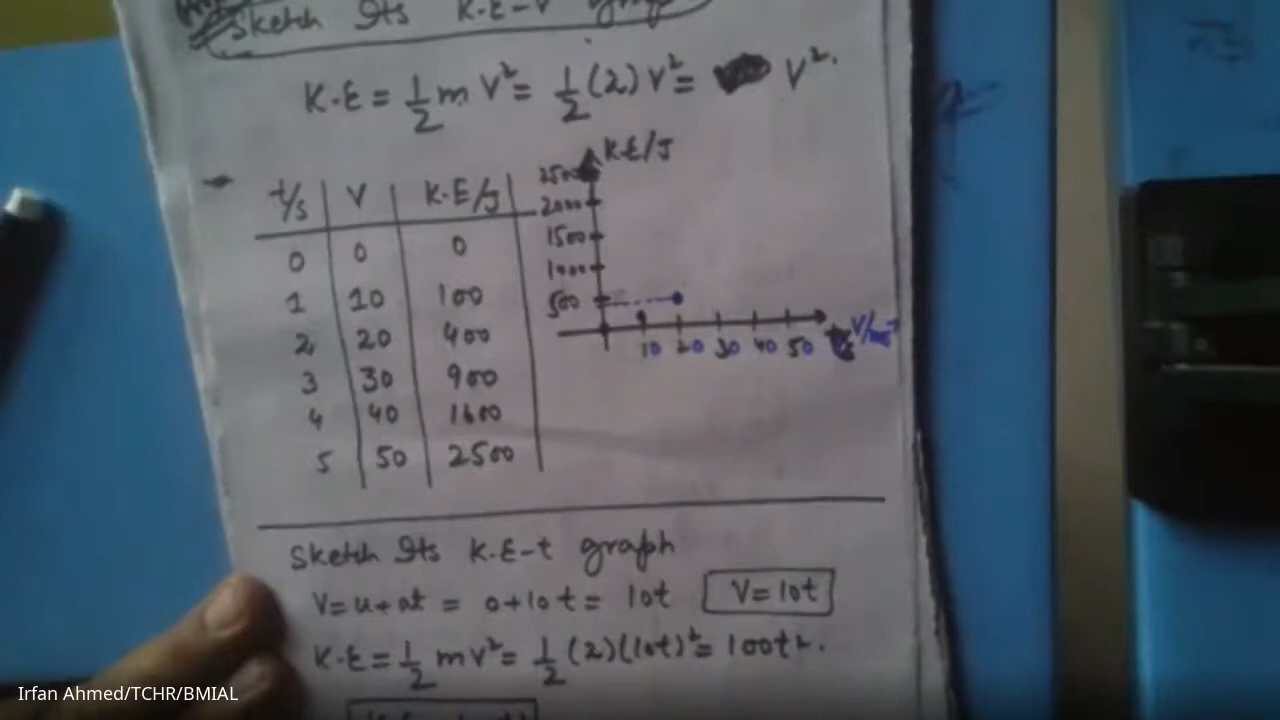 Sketch Its K.E-V graph
K.E = 1/2 m V² = 1/2 (2) V² = V².
t/s V K.E/J
0 0 0
1 10 100
2 20 400
3 30 900
4 40 1600
5 50 2500
KE/J
2500
2000
1500
1000
500
10 20 30 40 50 V/ms⁻¹
Sketch Its K.E-t graph
V = u + at = 0 + 10t = 10t V = 10t
K.E = 1/2 m V² = 1/2 (2)(10t)² = 100t².
Irfan Ahmed/TCHR/BMIAL